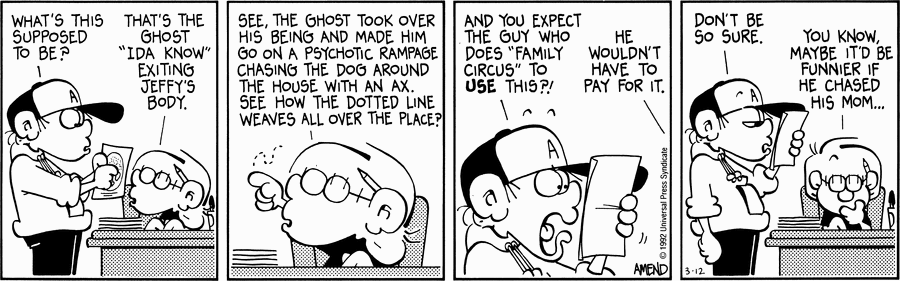 WHAT'S THIS
SUPPOSED
TO BE?
THAT'S THE
GHOST
"IDA KNOW"
EXITING
JEFFY'S
BODY.
A
SEE, THE GHOST TOOK OVER
HIS BEING AND MADE HIM
GO ON A PSYCHOTIC RAMPAGE
CHASING THE DOG AROUND
THE HOUSE WITH AN AX.
SEE HOW THE DOTTED LINE
WEAVES ALL OVER THE PLACE?
AND YOU EXPECT
THE GUY WHO
DOES "FAMILY
CIRCUS" TO
USE THIS?!
HE
WOULDN'T
HAVE TO
PAY FOR IT.
A
AMEND
© 1992 Universal Press Syndicate
DON'T BE
SO SURE.
YOU KNOW,
MAYBE IT'D BE
FUNNIER IF
HE CHASED
HIS MOM...
A
3-12